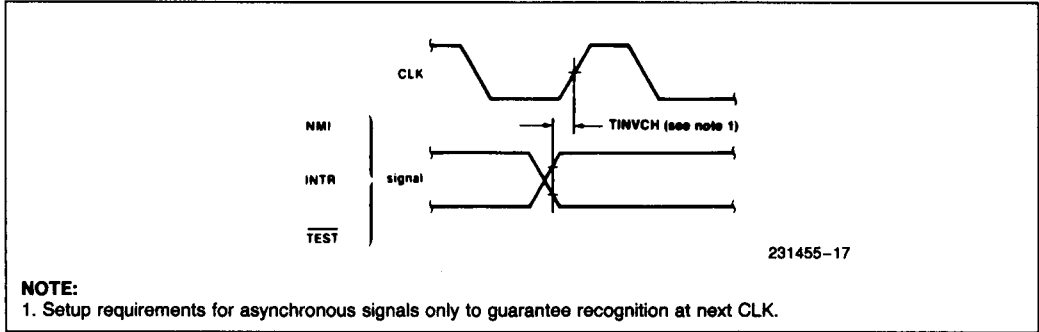 CLK
NMI
TINVCH (see note 1)
INTR
signal
TEST
231455-17
NOTE:
1. Setup requirements for asynchronous signals only to guarantee recognition at next CLK.